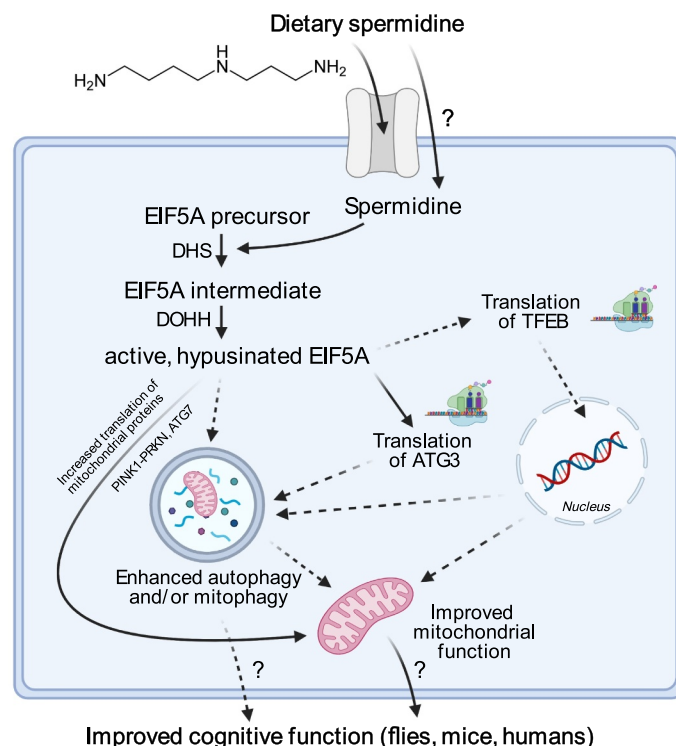 Dietary spermidine
H₂N
H
N
NH₂
?
Spermidine
EIF5A precursor
DHS
EIF5A intermediate
DOHH
active, hypusinated EIF5A
Translation
of TFEB
Increased translation of
mitochondrial proteins
PINK1-PRKN, ATG7
Translation
of ATG3
Nucleus
Enhanced autophagy
and/or mitophagy
Improved
mitochondrial
function
?
?
Improved cognitive function (flies, mice, humans)